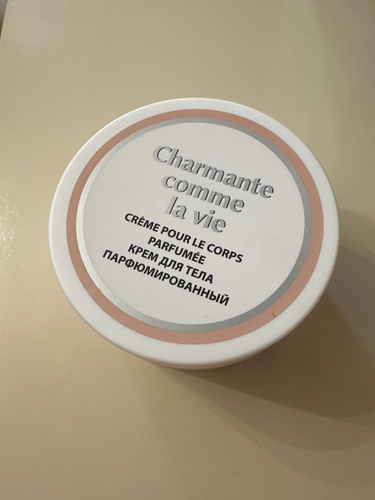 Charmante
comme
la vie
CRÈME POUR LE CORPS
PARFUMÉE
КРЕМ ДЛЯ ТЕЛА
ПАРФЮМИРОВАННЫЙ